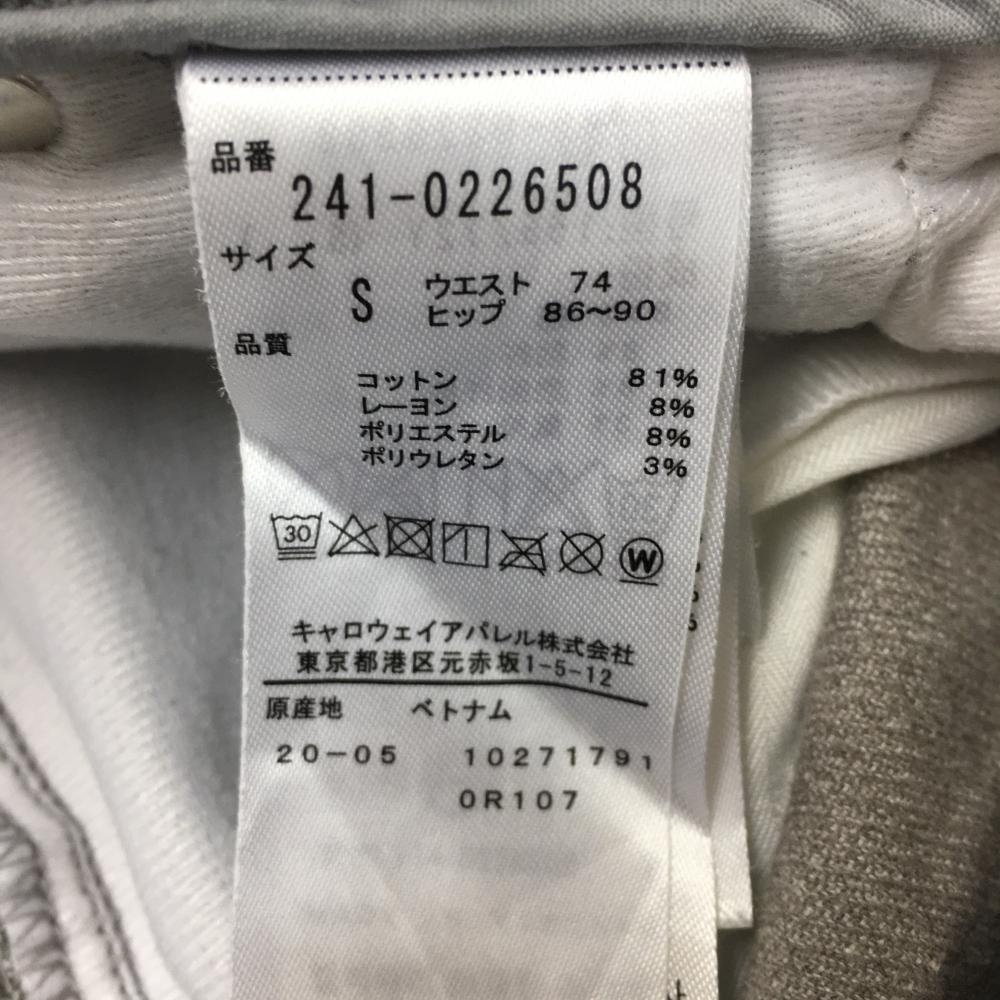 品番
241-0226508
サイズ
S ウエスト 74
ヒップ 86〜90
品質
コットン 81%
レーヨン 8%
ポリエステル 8%
ポリウレタン 3%
30 W
キャロウェイアパレル株式会社
東京都港区元赤坂1-5-12
原産地 ベトナム
20-05 10271791
0R107